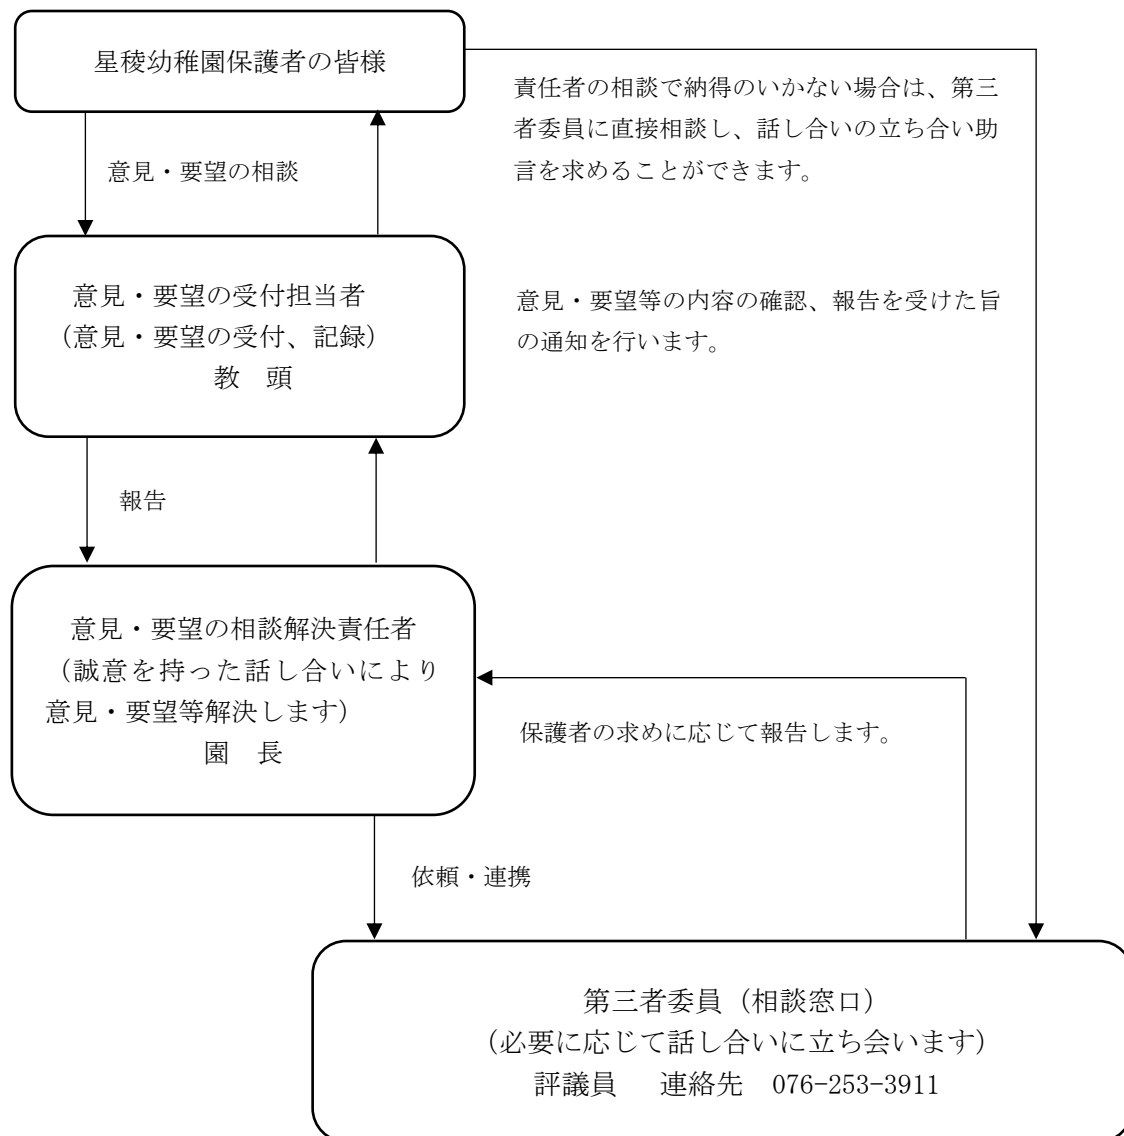 星稜幼稚園保護者の皆様
責任者の相談で納得のいかない場合は、第三
者委員に直接相談し、話し合いの立ち合い助
言を求めることができます。
意見・要望の相談
意見・要望の受付担当者
（意見・要望の受付、記録）
教　頭
意見・要望等の内容の確認、報告を受けた旨
の通知を行います。
報告
意見・要望の相談解決責任者
（誠意を持った話し合いにより
意見・要望等解決します）
園　長
保護者の求めに応じて報告します。
依頼・連携
第三者委員（相談窓口）
（必要に応じて話し合いに立ち会います）
評議員　連絡先　076-253-3911